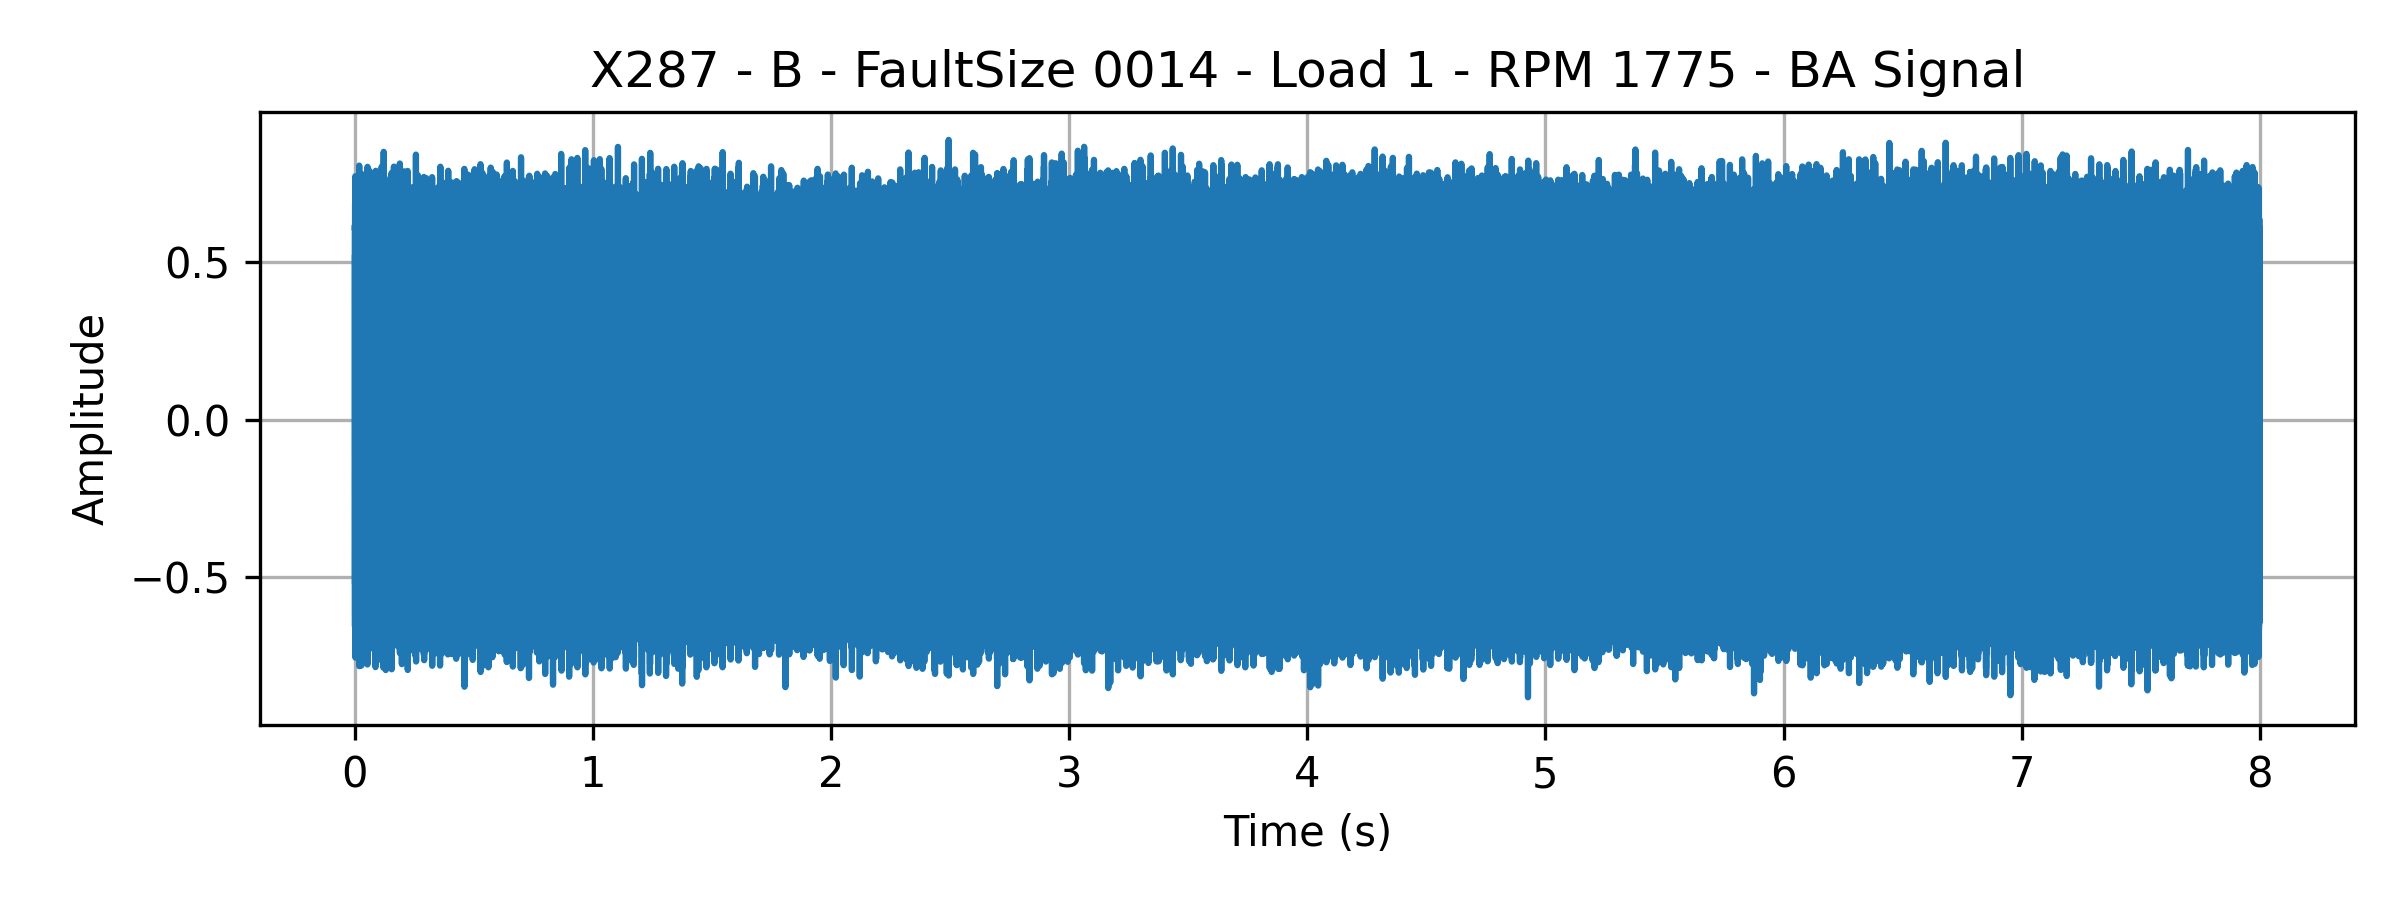 X287 - B - FaultSize 0014 - Load 1 - RPM 1775 - BA Signal
Amplitude
0.5
0.0
−0.5
0 1 2 3 4 5 6 7 8
Time (s)